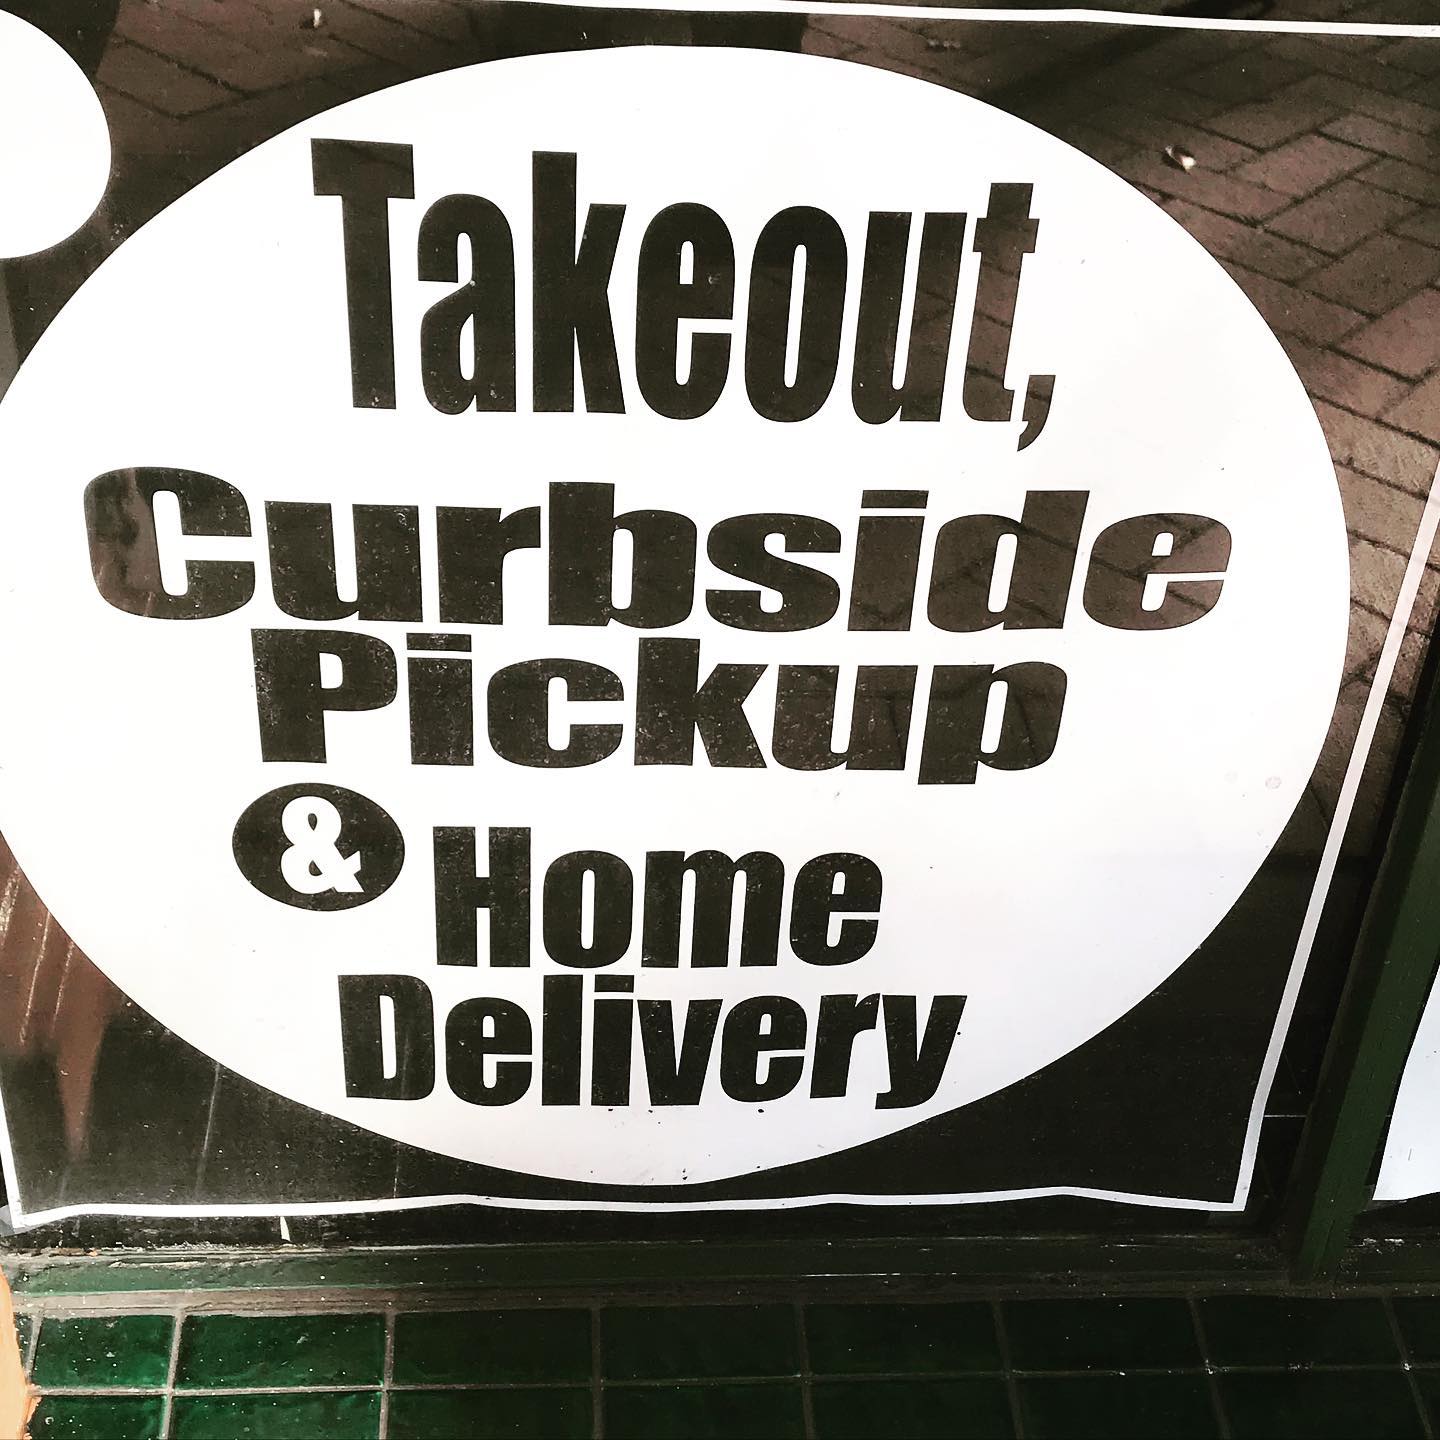 Takeout,
Curbside
Pickup
& Home
Delivery